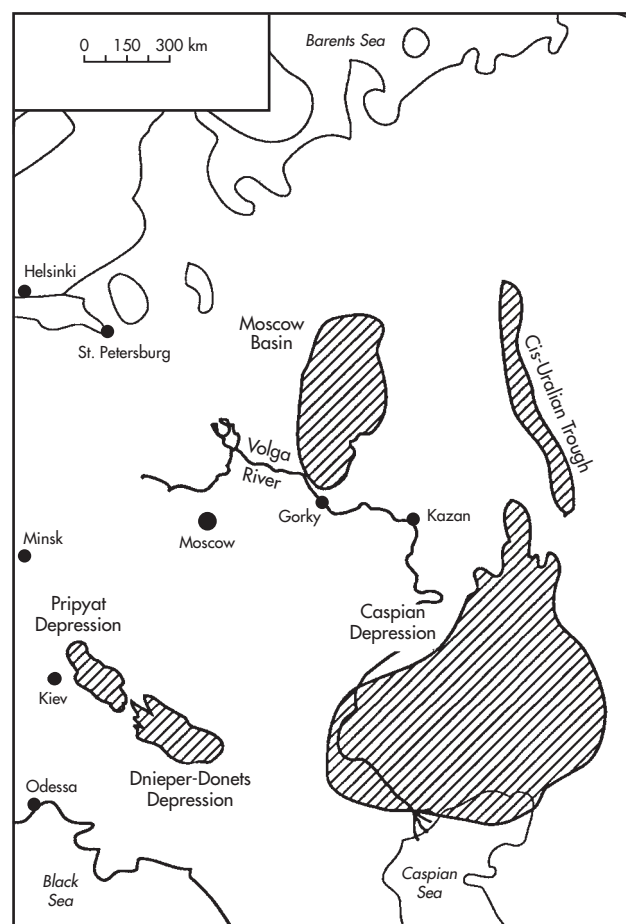 Barents Sea
0 150 300 km
Helsinki
St. Petersburg
Moscow
Basin
Cis-Uralian Trough
Volga
River
Gorky
Kazan
Moscow
Minsk
Pripyat
Depression
Caspian
Depression
Kiev
Dnieper-Donets
Depression
Odessa
Black
Sea
Caspian
Sea